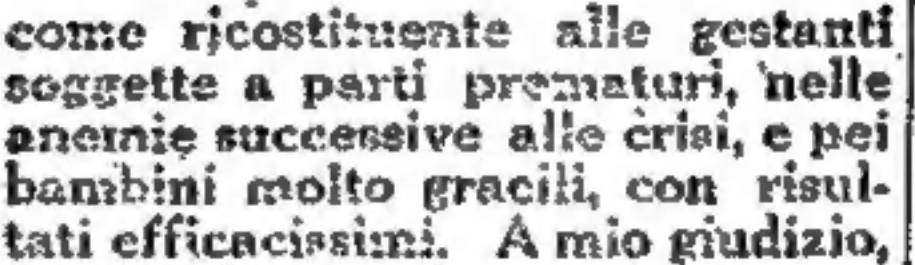 come ricostituente alle gestanti
soggette a parti prematuri, nelle
anemie successive alle crisi, e pei
bambini molto gracili, con risul-
tati efficacissimi. A mio giudizio,